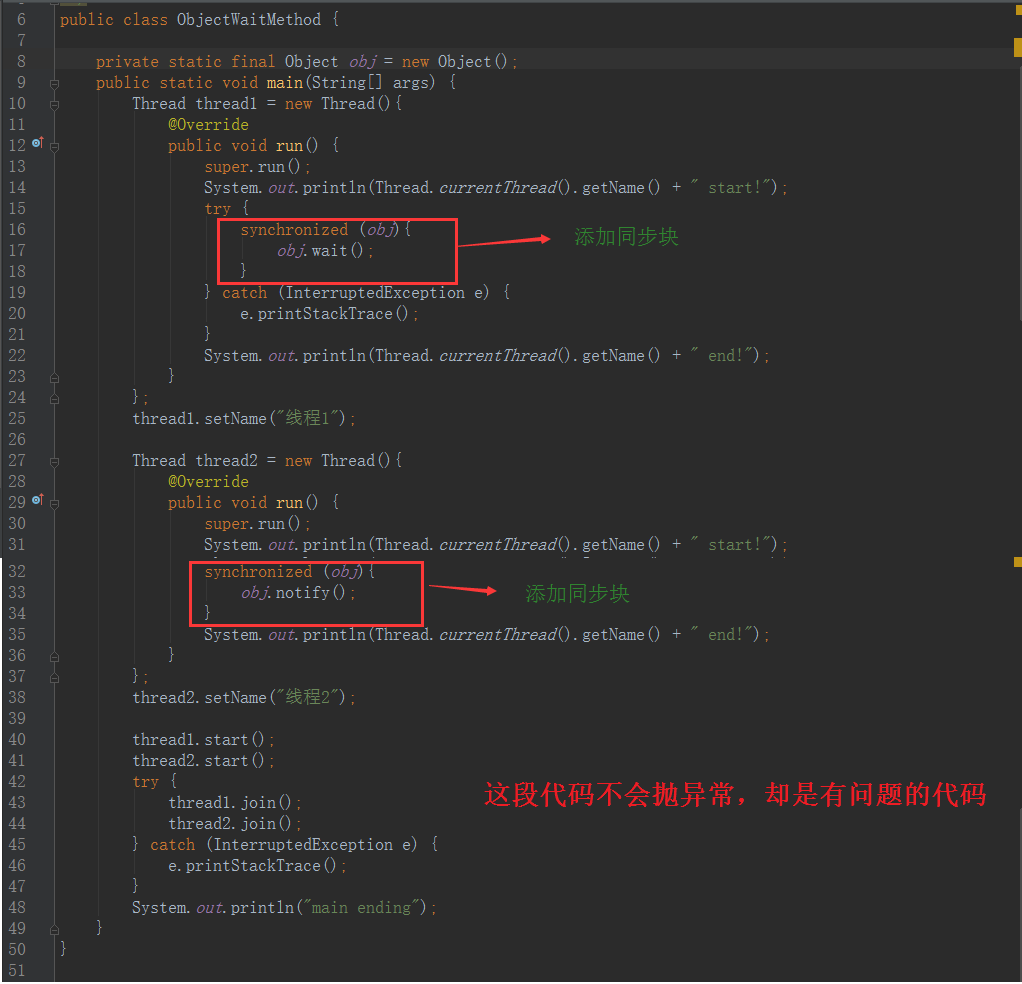 6 public class ObjectWaitMethod {
7
8 private static final Object obj = new Object();
9 public static void main(String[] args) {
10 Thread thread1 = new Thread(){
11 @Override
12 public void run() {
13 super.run();
14 System.out.println(Thread.currentThread().getName() + " start!");
15 try {
16 synchronized (obj){
17 obj.wait();
添加同步块
18 }
19 } catch (InterruptedException e) {
20 e.printStackTrace();
21 }
22 System.out.println(Thread.currentThread().getName() + " end!");
23 }
24 };
25 thread1.setName("线程1");
26
27 Thread thread2 = new Thread(){
28 @Override
29 public void run() {
30 super.run();
31 System.out.println(Thread.currentThread().getName() + " start!");
32 synchronized (obj){
33 obj.notify();
添加同步块
34 }
35 System.out.println(Thread.currentThread().getName() + " end!");
36 }
37 };
38 thread2.setName("线程2");
39
40 thread1.start();
41 thread2.start();
42 try {
43 thread1.join();
这段代码不会抛异常，却是有问题的代码
44 thread2.join();
45 } catch (InterruptedException e) {
46 e.printStackTrace();
47 }
48 System.out.println("main ending");
49 }
50 }
51